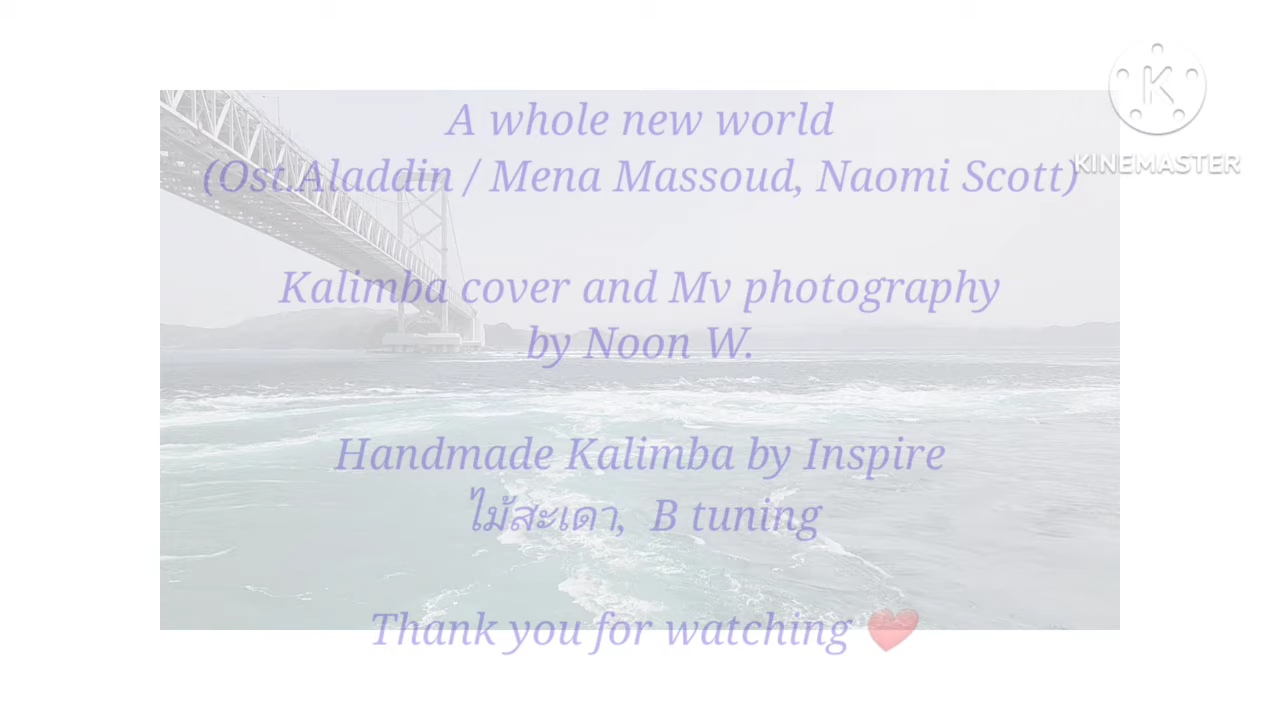 A whole new world
(Ost.Aladdin / Mena Massoud, Naomi Scott)
Kalimba cover and Mv photography
by Noon W.
Handmade Kalimba by Inspire
ไม้สะเดา,  B tuning
Thank you for watching ❤️
K
KINEMASTER